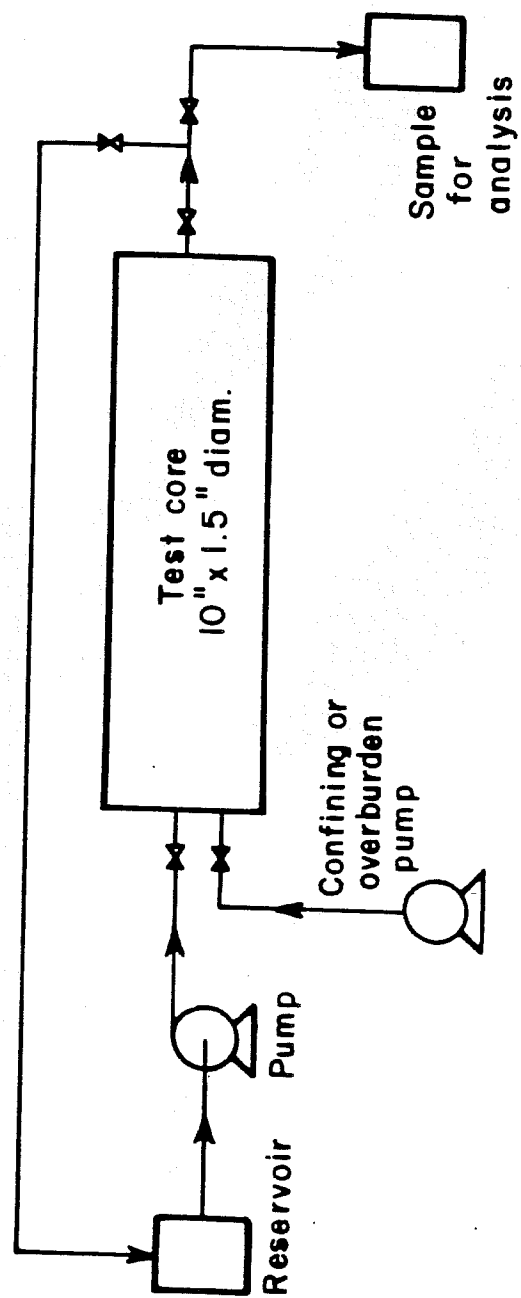 Reservoir
Pump
Confining or
overburden
pump
Test core
10" x 1.5" diam.
Sample
for
analysis